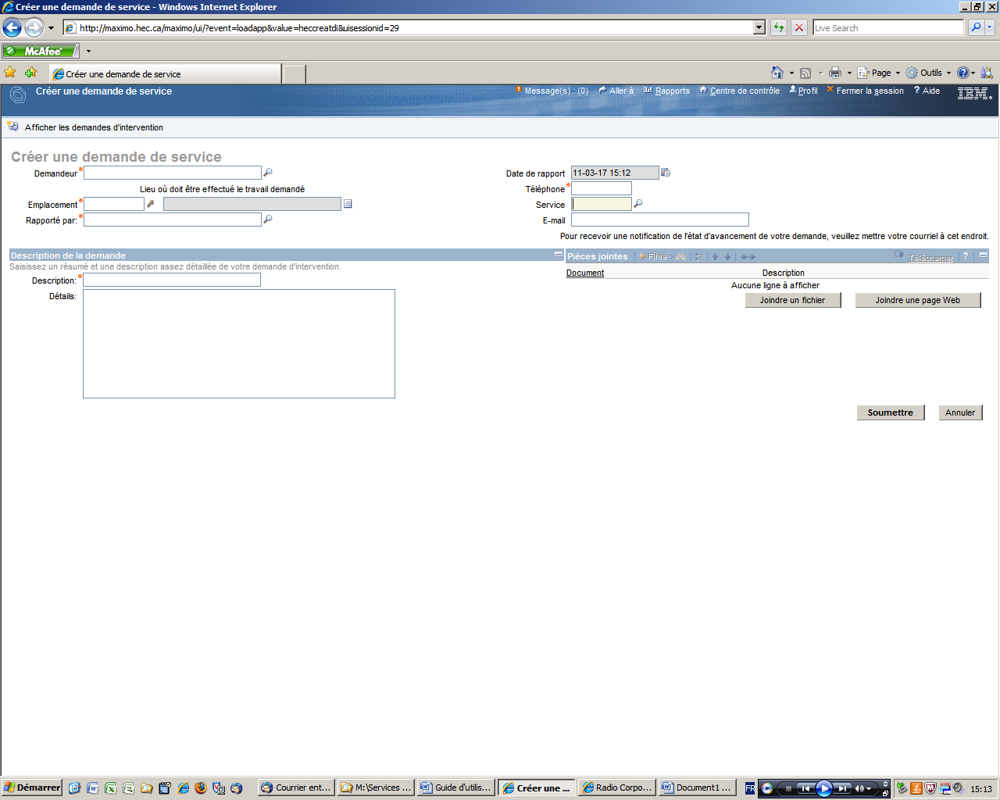 Créer une demande de service - Windows Internet Explorer
http://maximo.hec.ca/maximo/ui/?event=loadapp&value=heccreatdi&uisessionid=29
Live Search
McAfee
Créer une demande de service
Page
Outils
Créer une demande de service
Message(s) : (0)
Aller à
Rapports
Centre de contrôle
Profil
Fermer la session
? Aide
IBM.
Afficher les demandes d'intervention
Créer une demande de service
Demandeur *
Date de rapport 11-03-17 15:12
Lieu où doit être effectué le travail demandé
Téléphone *
Emplacement *
Service
Rapporté par: *
E-mail
Pour recevoir une notification de l'état d'avancement de votre demande, veuillez mettre votre courriel à cet endroit.
Description de la demande
Pièces jointes
Filtre
Télécharger
?
Saisissez un résumé et une description assez détaillée de votre demande d'intervention.
Document
Description
Description: *
Aucune ligne à afficher
Détails:
Joindre un fichier
Joindre une page Web
Soumettre
Annuler
Démarrer
Courrier ent...
M:\Services ...
Guide d'utilis...
Créer une ...
Radio Corpo...
Document1 ...
FR
15:13